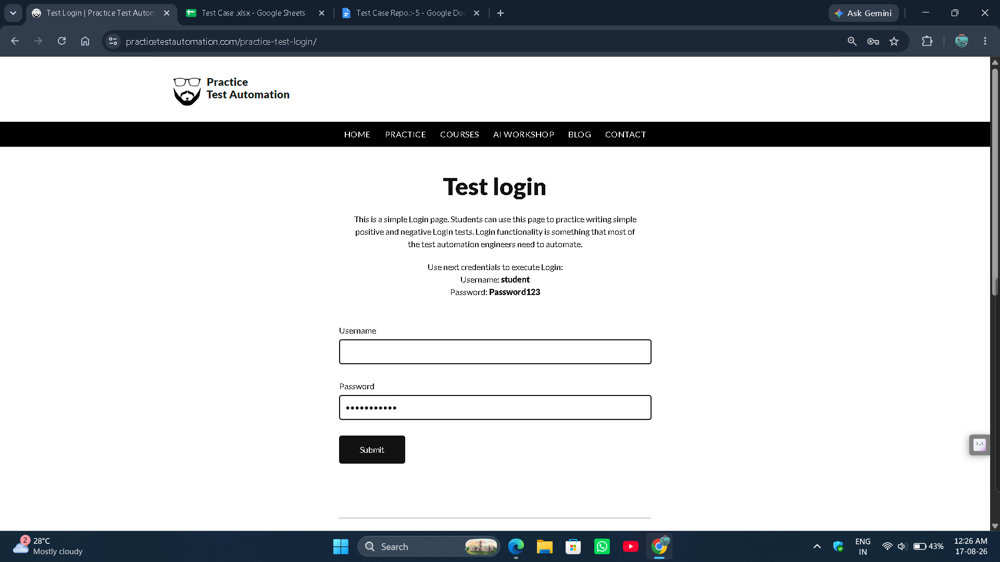 Test Login | Practice Test Autom
Test Case .xlsx - Google Sheets
Test Case Repo.:-5 - Google Doc
Ask Gemini
practicetestautomation.com/practice-test-login/
Practice
Test Automation
HOME PRACTICE COURSES AI WORKSHOP BLOG CONTACT
Test login
This is a simple Login page. Students can use this page to practice writing simple
positive and negative LogIn tests. Login functionality is something that most of
the test automation engineers need to automate.
Use next credentials to execute Login:
Username: student
Password: Password123
Username
Password
•••••••••••
Submit
2
28°C
Mostly cloudy
Search
ENG
IN
43%
12:26 AM
17-08-26